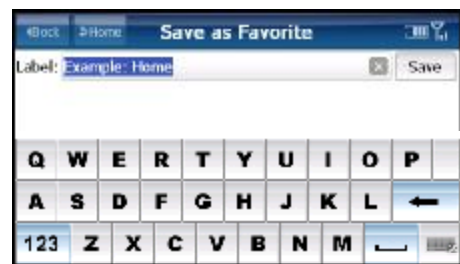 Back Home Save as Favorite
Label: Example: Home Save
Q W E R T Y U I O P
A S D F G H J K L
123 Z X C V B N M